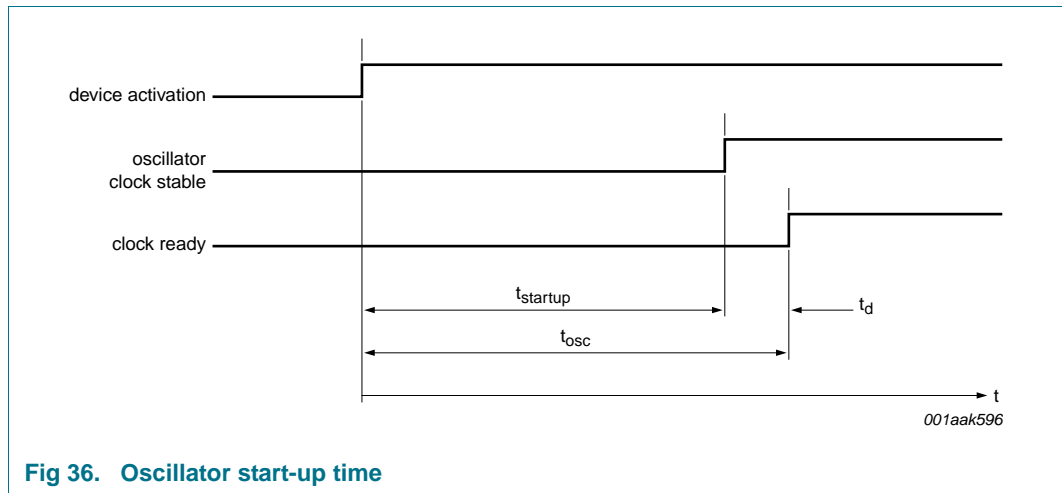 device activation
oscillator
clock stable
clock ready
tstartup
td
tosc
t
001aak596
Fig 36. Oscillator start-up time